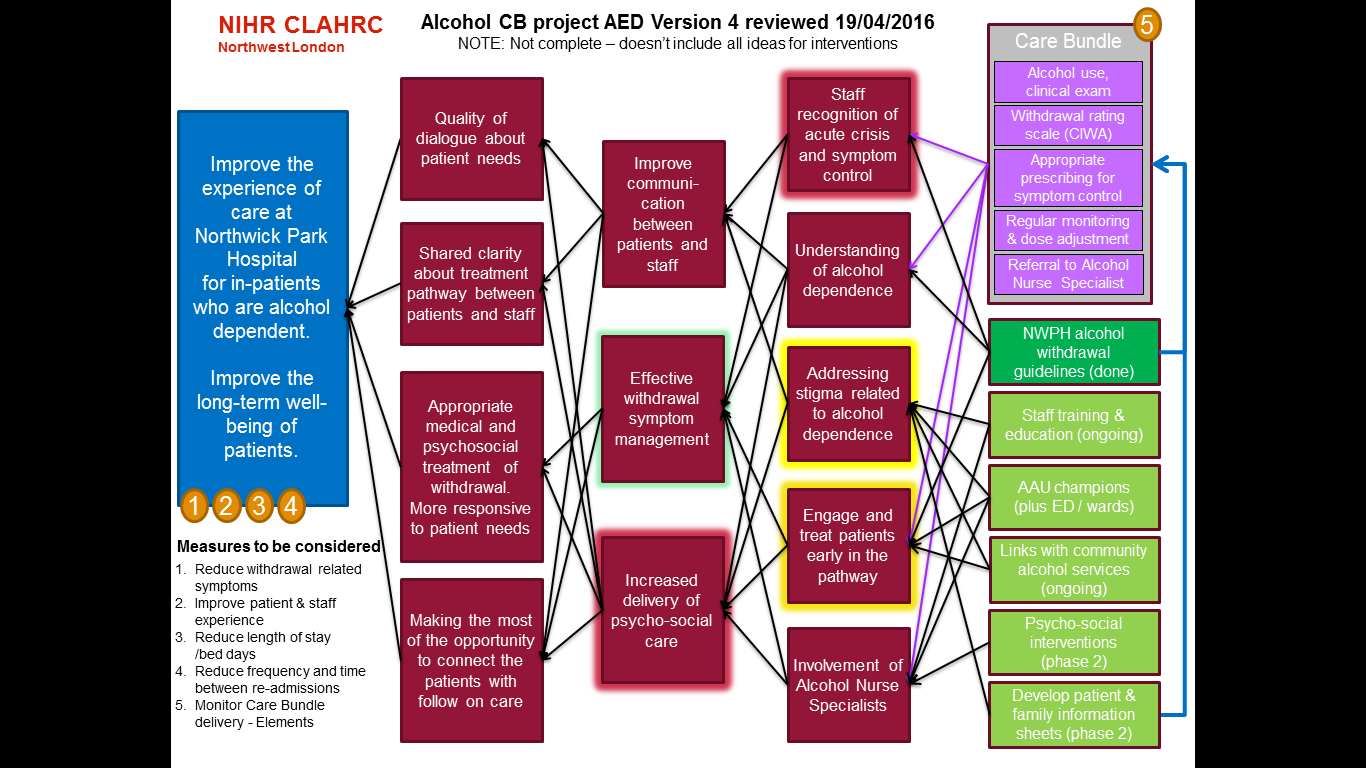 NIHR CLAHRC
Northwest London
Alcohol CB project AED Version 4 reviewed 19/04/2016
NOTE: Not complete – doesn't include all ideas for interventions
Improve the
experience of
care at
Northwick Park
Hospital
for in-patients
who are alcohol
dependent.
Improve the
long-term well-
being of
patients.
1 2 3 4
Measures to be considered
1. Reduce withdrawal related
symptoms
2. Improve patient & staff
experience
3. Reduce length of stay
/bed days
4. Reduce frequency and time
between re-admissions
5. Monitor Care Bundle
delivery - Elements
Quality of
dialogue about
patient needs
Shared clarity
about treatment
pathway between
patients and staff
Appropriate
medical and
psychosocial
treatment of
withdrawal.
More responsive
to patient needs
Making the most
of the opportunity
to connect the
patients with
follow on care
Improve
communi-
cation
between
patients and
staff
Effective
withdrawal
symptom
management
Increased
delivery of
psycho-social
care
Staff
recognition of
acute crisis
and symptom
control
Understanding
of alcohol
dependence
Addressing
stigma related
to alcohol
dependence
Engage and
treat patients
early in the
pathway
Involvement of
Alcohol Nurse
Specialists
5
Care Bundle
Alcohol use,
clinical exam
Withdrawal rating
scale (CIWA)
Appropriate
prescribing for
symptom control
Regular monitoring
& dose adjustment
Referral to Alcohol
Nurse Specialist
NWPH alcohol
withdrawal
guidelines (done)
Staff training &
education (ongoing)
AAU champions
(plus ED / wards)
Links with community
alcohol services
(ongoing)
Psycho-social
interventions
(phase 2)
Develop patient &
family information
sheets (phase 2)